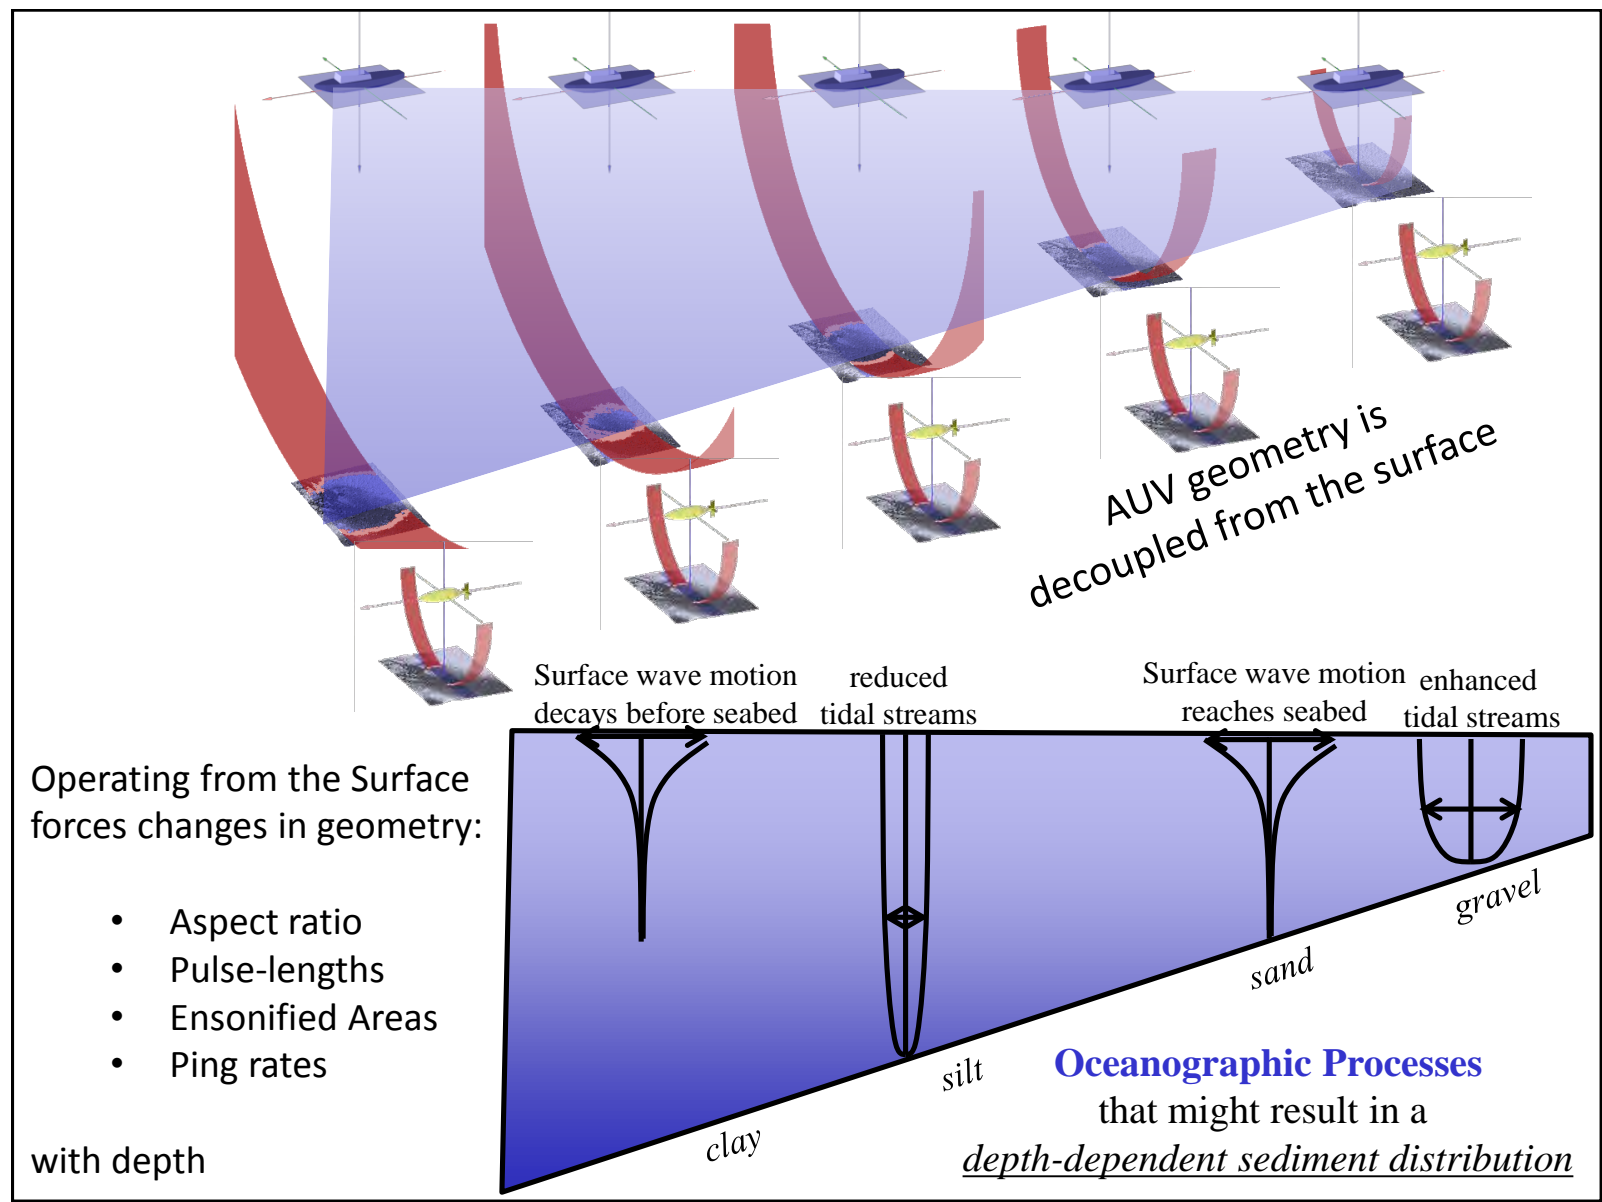 AUV geometry is
decoupled from the surface
Surface wave motion
decays before seabed
reduced
tidal streams
Surface wave motion
reaches seabed
enhanced
tidal streams
Operating from the Surface
forces changes in geometry:
• Aspect ratio
• Pulse-lengths
• Ensonified Areas
• Ping rates
with depth
gravel
sand
silt
clay
Oceanographic Processes
that might result in a
depth-dependent sediment distribution